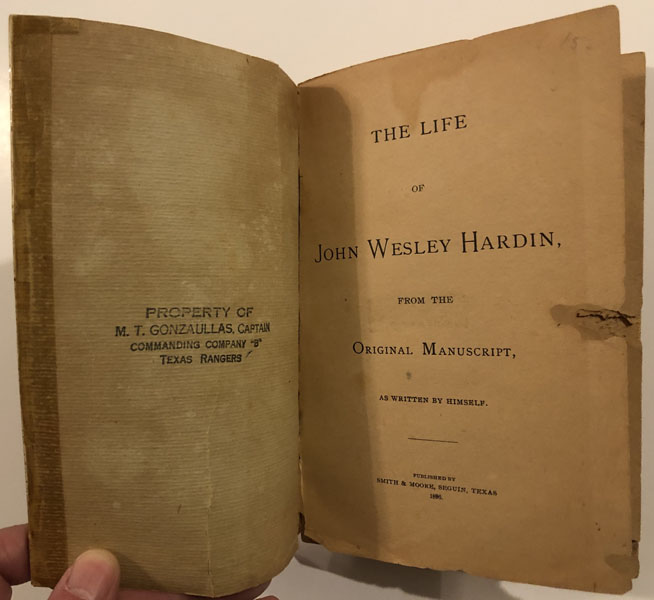 PROPERTY OF
M. T. GONZAULLAS, CAPTAIN
COMMANDING COMPANY "B"
TEXAS RANGERS
THE LIFE
OF
JOHN WESLEY HARDIN,
FROM THE
ORIGINAL MANUSCRIPT,
AS WRITTEN BY HIMSELF.
PUBLISHED BY
SMITH & MOORE, SEGUIN, TEXAS
1896.